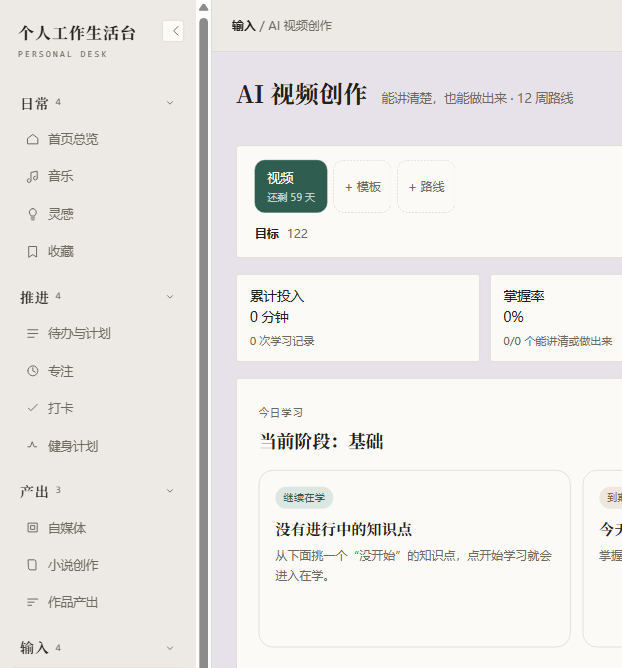 个人工作生活台
PERSONAL DESK
日常 4
首页总览
音乐
灵感
收藏
推进 4
待办与计划
专注
打卡
健身计划
产出 3
自媒体
小说创作
作品产出
输入 4
输入 / AI 视频创作
AI 视频创作 能讲清楚，也能做出来 · 12 周路线
视频
还剩 59 天
+ 模板
+ 路线
目标 122
累计投入
0 分钟
0 次学习记录
掌握率
0%
0/0 个能讲清或做出来
今日学习
当前阶段：基础
继续在学
没有进行中的知识点
从下面挑一个“没开始”的知识点，点开始学习就会
进入在学。
到
今
掌握